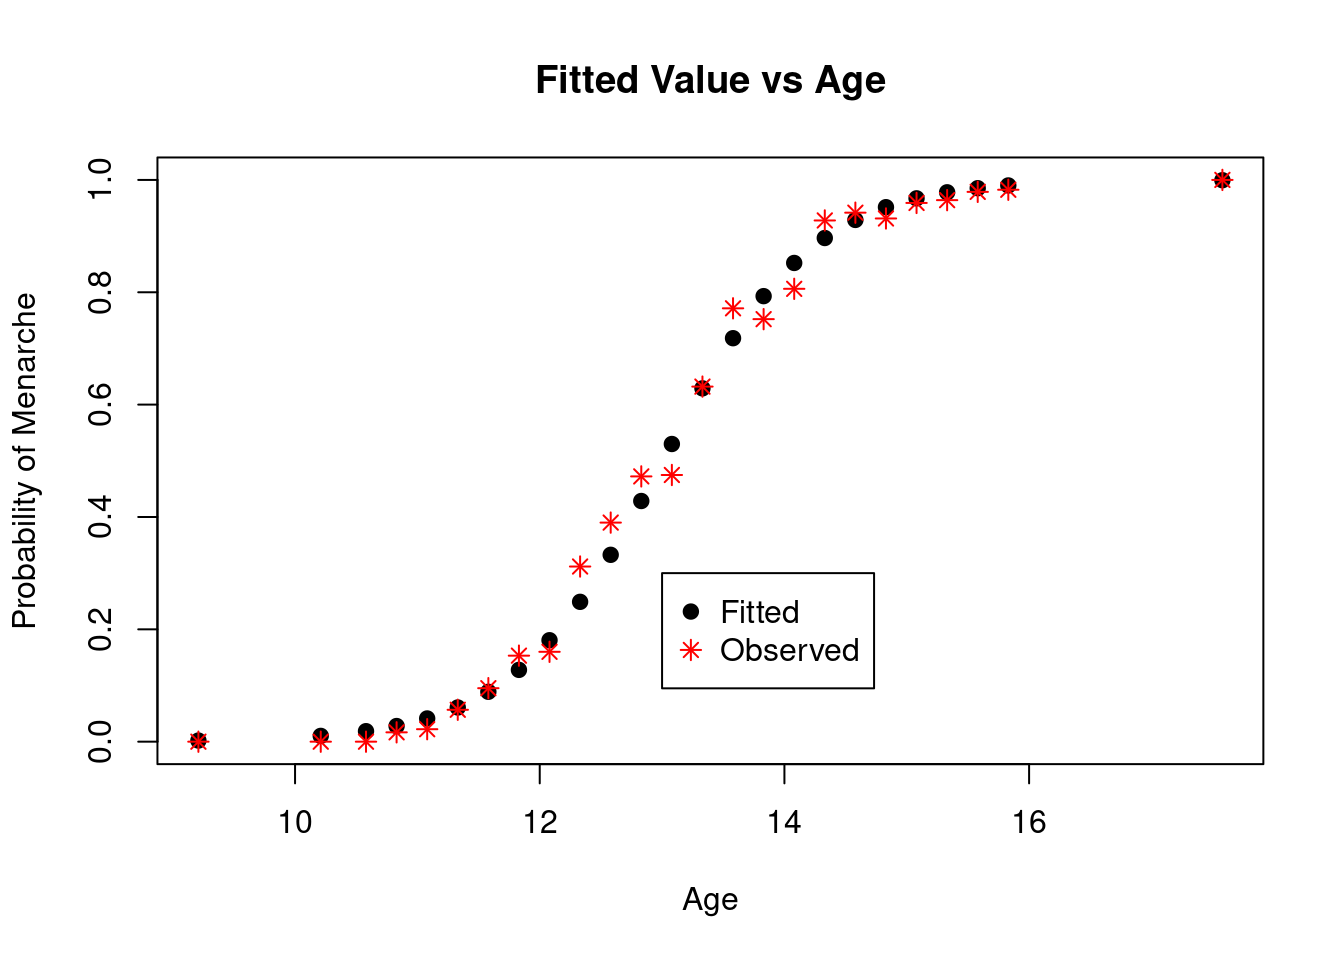 Fitted Value vs Age
Probability of Menarche
1.0
0.8
0.6
0.4
0.2
0.0
Fitted
Observed
10 12 14 16
Age